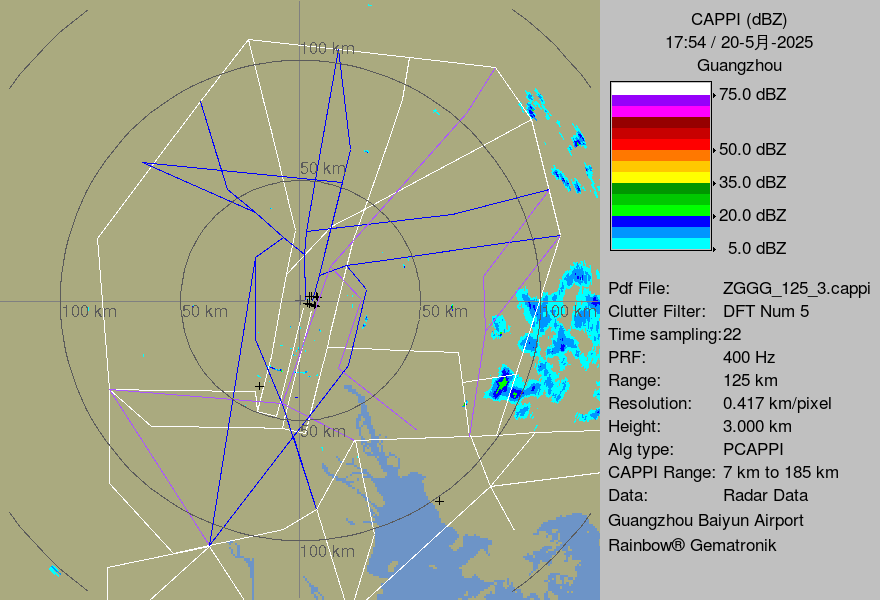 CAPPI (dBZ)
17:54 / 20-5月-2025
Guangzhou
75.0 dBZ
50.0 dBZ
35.0 dBZ
20.0 dBZ
5.0 dBZ
Pdf File: ZGGG_125_3.cappi
Clutter Filter: DFT Num 5
Time sampling:22
PRF: 400 Hz
Range: 125 km
Resolution: 0.417 km/pixel
Height: 3.000 km
Alg type: PCAPPI
CAPPI Range: 7 km to 185 km
Data: Radar Data
Guangzhou Baiyun Airport
Rainbow® Gematronik
100 km
50 km
100 km
50 km
50 km
100 km
50 km
100 km